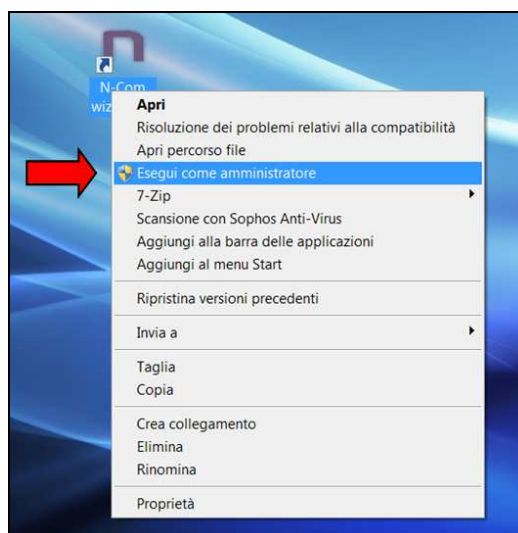 n
N-Com
wiz
Apri
Risoluzione dei problemi relativi alla compatibilità
Apri percorso file
Esegui come amministratore
7-Zip
Scansione con Sophos Anti-Virus
Aggiungi alla barra delle applicazioni
Aggiungi al menu Start
Ripristina versioni precedenti
Invia a
Taglia
Copia
Crea collegamento
Elimina
Rinomina
Proprietà